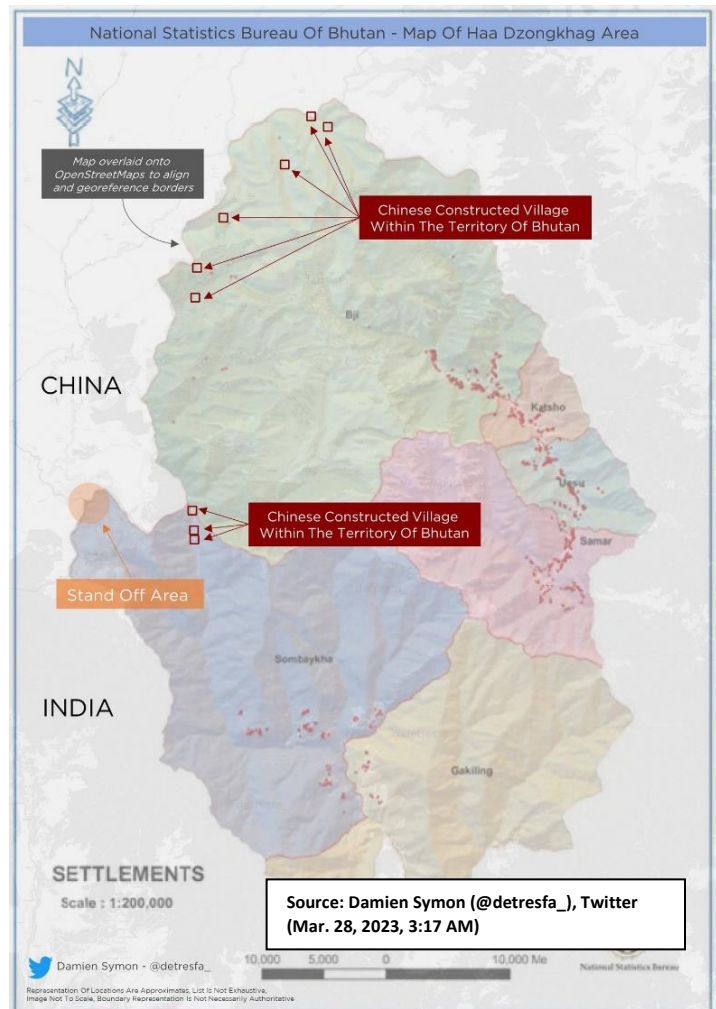 National Statistics Bureau Of Bhutan - Map Of Haa Dzongkhag Area
N
Map overlaid onto
OpenStreetMaps to align
and georeference borders
Chinese Constructed Village
Within The Territory Of Bhutan
Bji
CHINA
Katsho
Uesu
Chinese Constructed Village
Within The Territory Of Bhutan
Samar
Stand Off Area
Sombaykha
INDIA
Gakiling
SETTLEMENTS
Scale : 1:200,000
Source: Damien Symon (@detresfa_), Twitter
(Mar. 28, 2023, 3:17 AM)
Damien Symon - @detresfa_
10,000 5,000 0 10,000 Me
National Statistics Bureau
Representation Of Locations Are Approximates, List Is Not Exhaustive,
Image Not To Scale, Boundary Representation Is Not Necessarily Authoritative